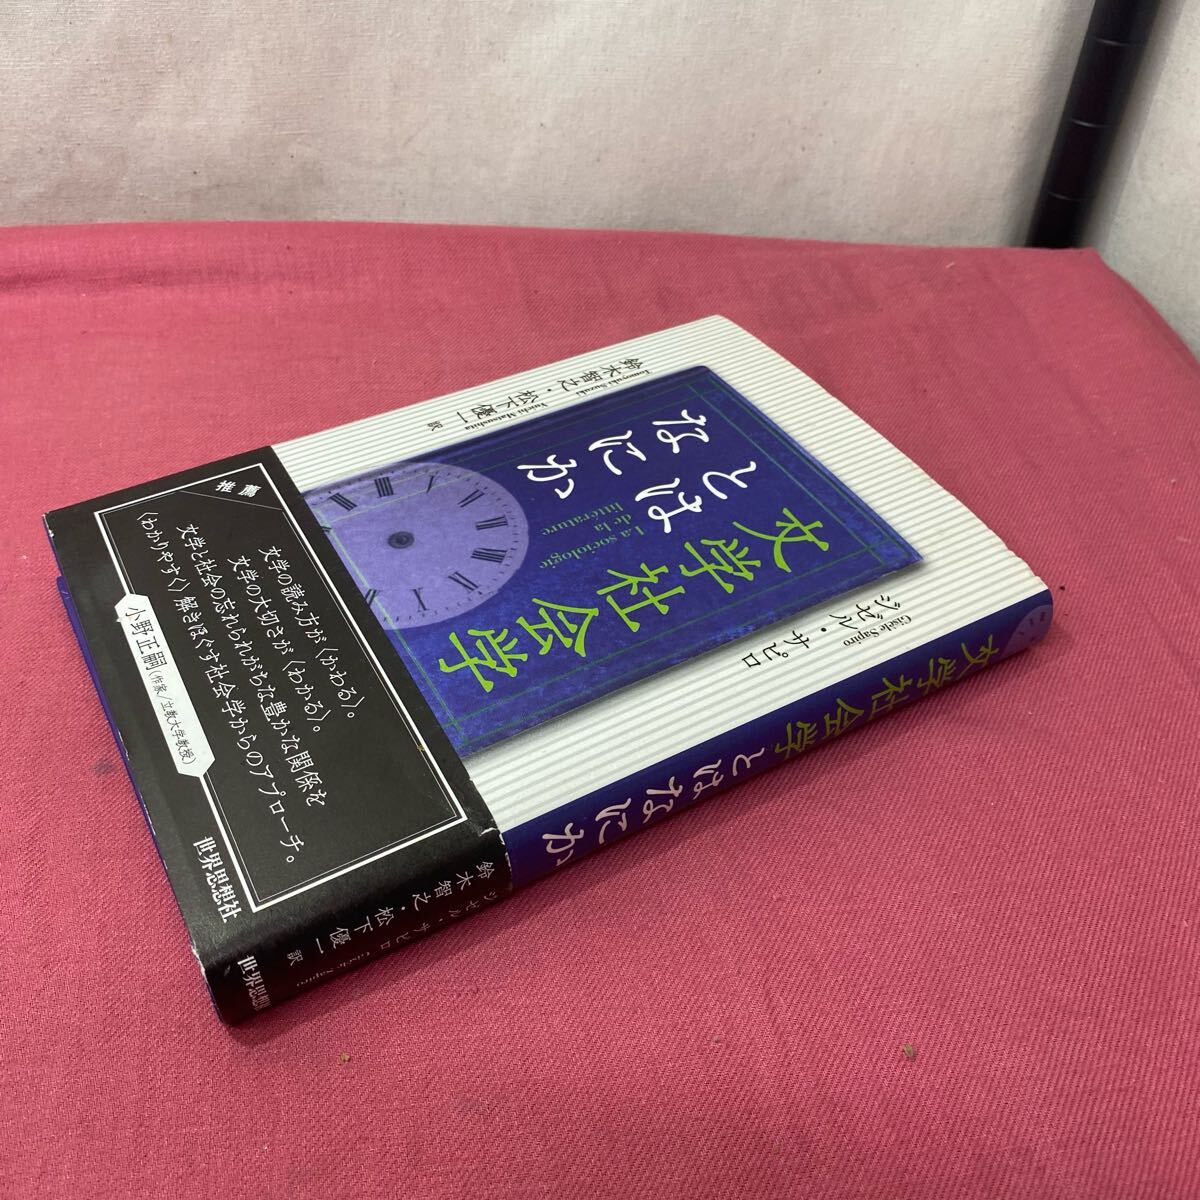 ジゼル・サピロ
Gisèle Sapiro
文学社会学
とは
なにか
La sociologie
de la
littérature
鈴木智之・松下優一 訳
Tomoyuki Suzuki
Yuichi Matsushita
推薦
文学の読み方が〈かわる〉。
文学の大切さが〈わかる〉。
文学と社会の忘れられがちな豊かな関係を
〈わかりやすく〉解きほぐす社会学からのアプローチ。
小野正嗣(作家/立教大学教授)
世界思想社
文学社会学とはなにか
ジゼル・サピロ Gisèle Sapiro
鈴木智之・松下優一 訳
世界思想